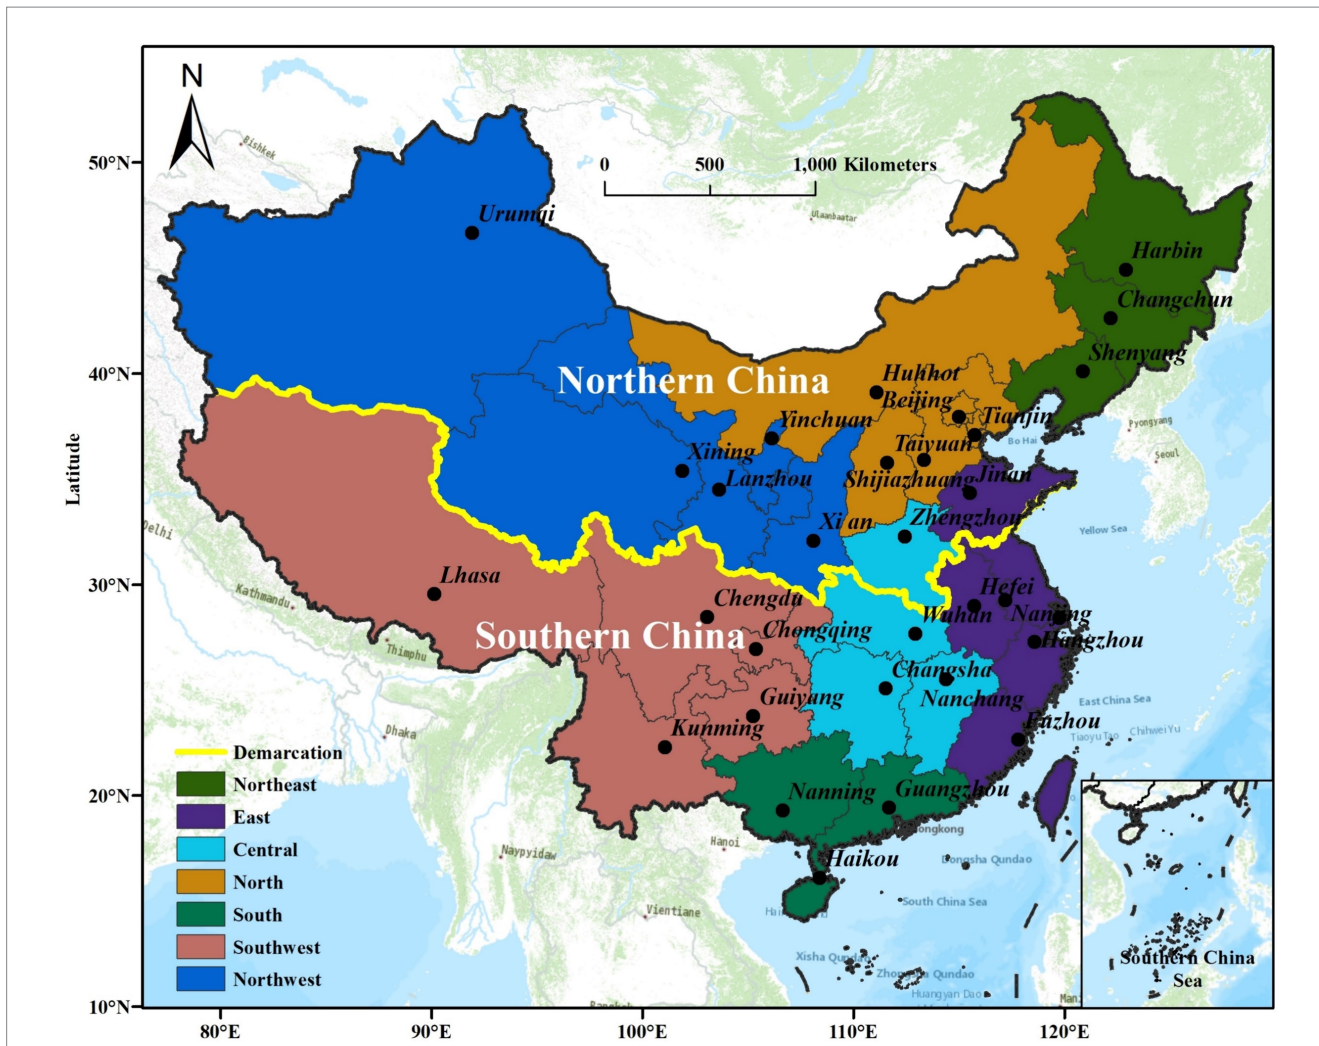 N
50°N
40°N
30°N
20°N
10°N
Latitude
0 500 1,000 Kilometers
Bishkek
Ulaanbaatar
Urumqi
Harbin
Changchun
Shenyang
Northern China
Huhhot
Beijing
Tianjin
Yinchuan
Taiyuan
Bo Hai
Pyongyang
Seoul
Xining
Lanzhou
Shijiazhuang
Jinan
Xi an
Zhengzhou
Yellow Sea
Delhi
Lhasa
Kathmandu
Thimphu
Chengdu
Hefei
Nanjing
Wuhan
Southern China
Chongqing
Hangzhou
Changsha
Nanchang
East China Sea
Guiyang
Kunming
Fuzhou
Tiaoyu Tao
ChihweiYu
Dhaka
Demarcation
Northeast
East
Central
North
South
Southwest
Northwest
Nanning
Guangzhou
Hongkong
Hanoi
Haikou
Dongsha Qundao
Naypyidaw
Vientiane
South China Sea
Xisha Qundao
Zhongsha Qundao
Huangyan Dao
Southern China
Sea
80°E
90°E
100°E
110°E
120°E